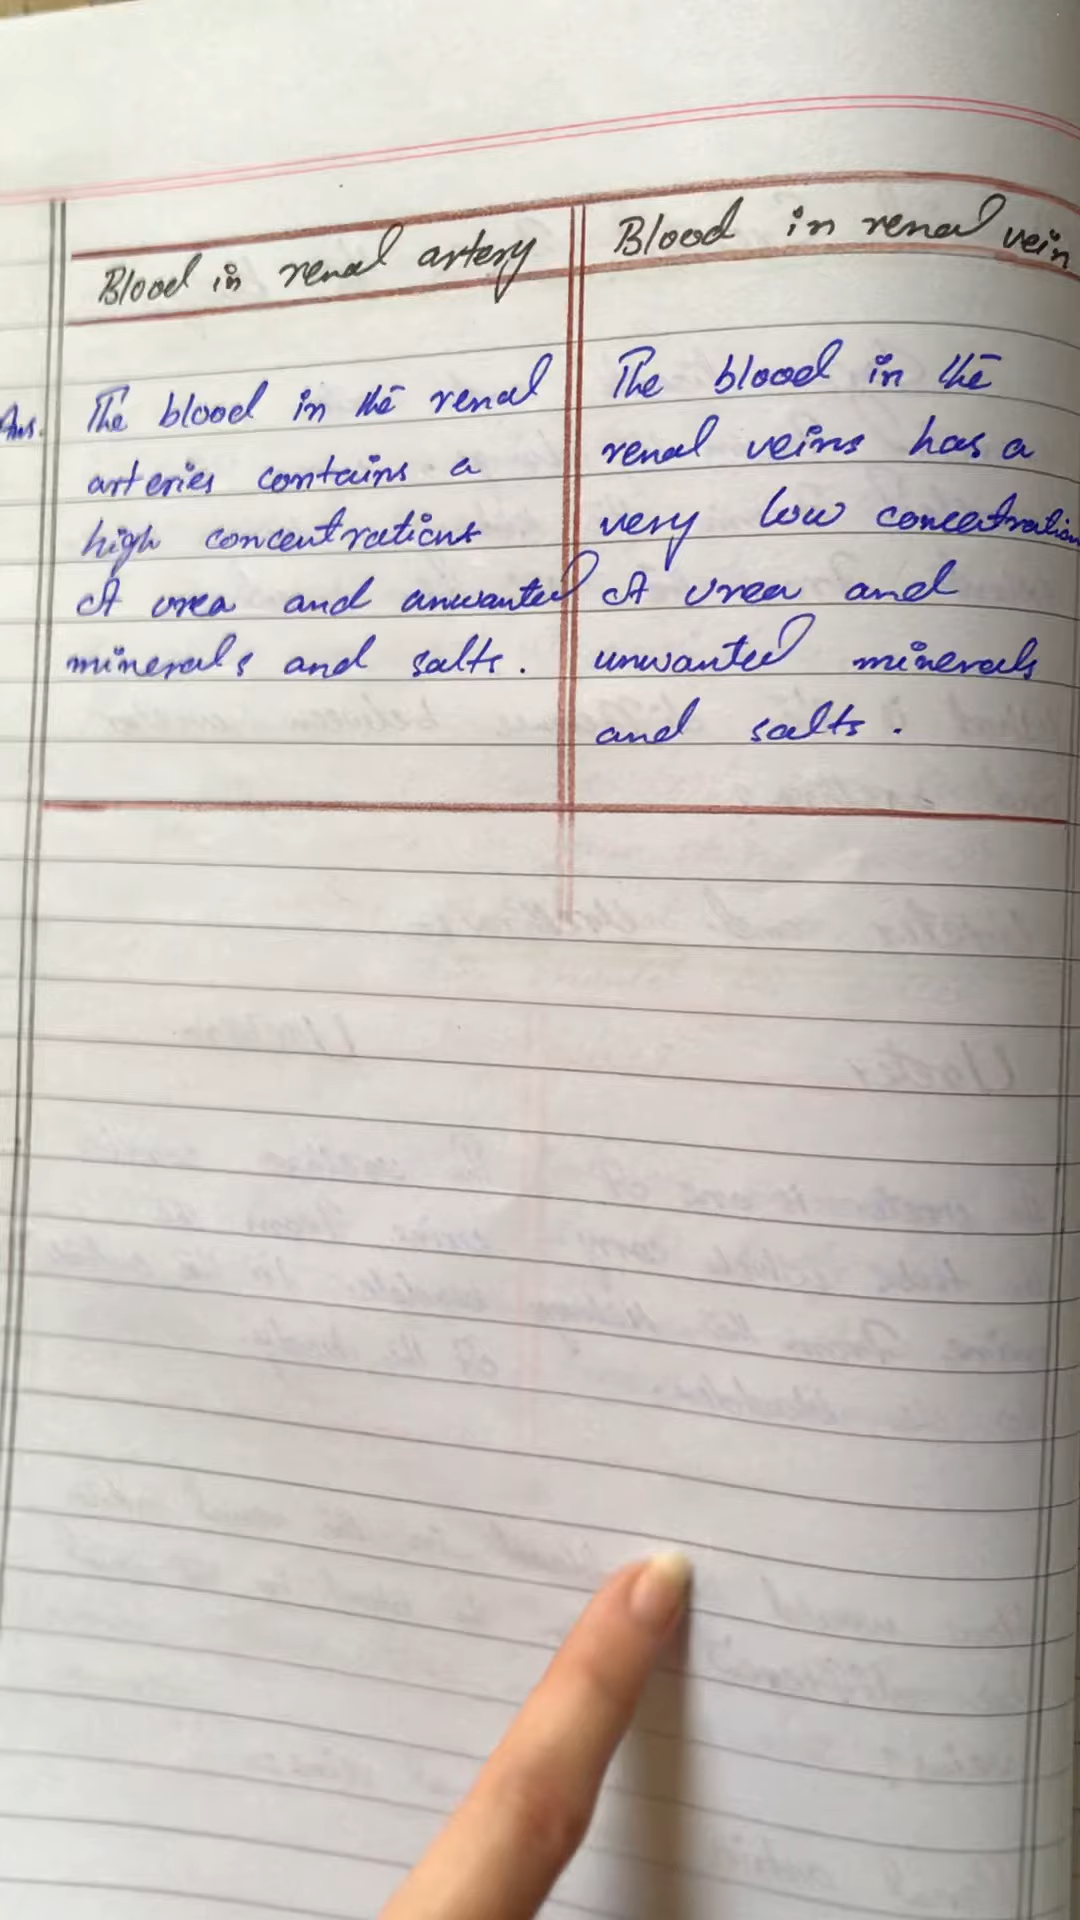 Blood in renal artery
Ans. The blood in the renal
arteries contains a
high concentrations
of urea and unwanted
minerals and salts.
Blood in renal vein
The blood in the
renal veins has a
very low concentration
of urea and
unwanted minerals
and salts.